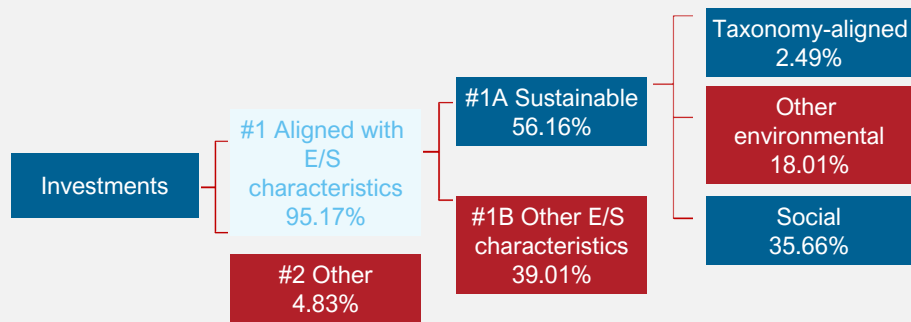 Investments
#1 Aligned with
E/S
characteristics
95.17%
#2 Other
4.83%
#1A Sustainable
56.16%
#1B Other E/S
characteristics
39.01%
Taxonomy-aligned
2.49%
Other
environmental
18.01%
Social
35.66%